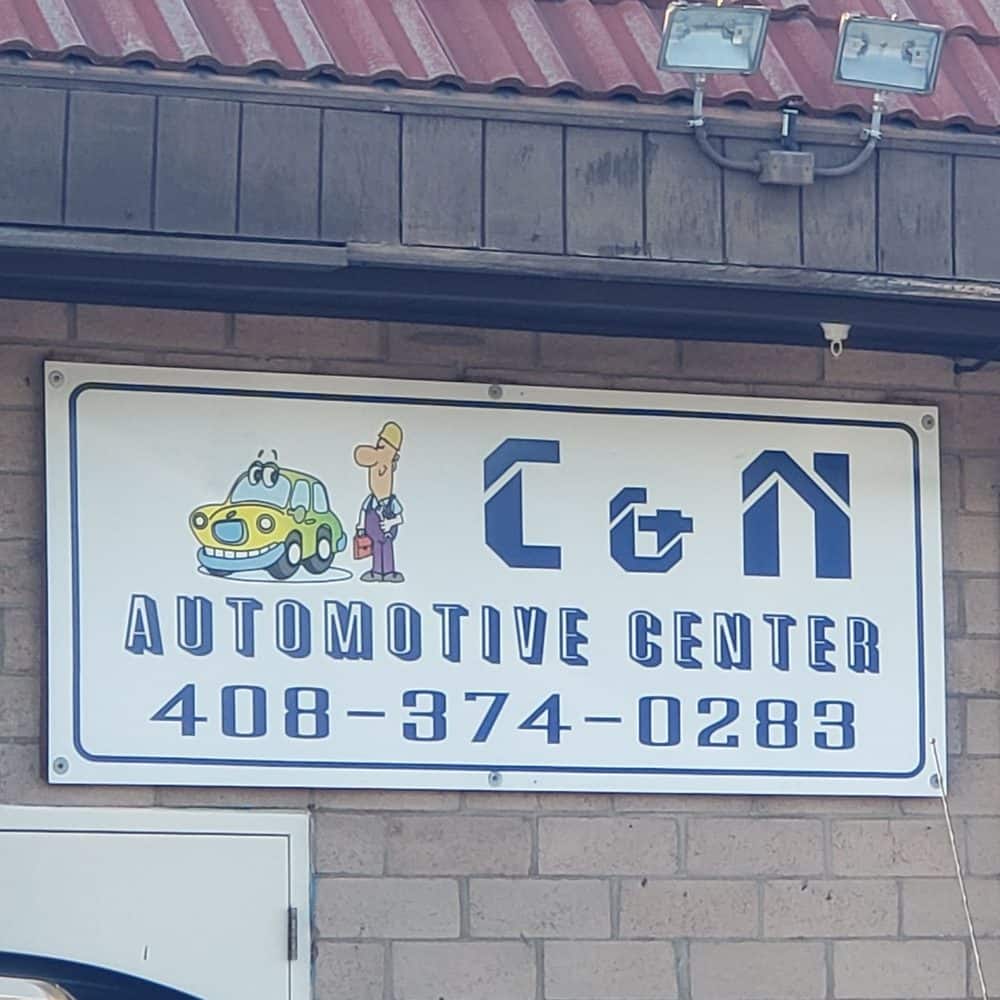 C & N
AUTOMOTIVE CENTER
408-374-0283